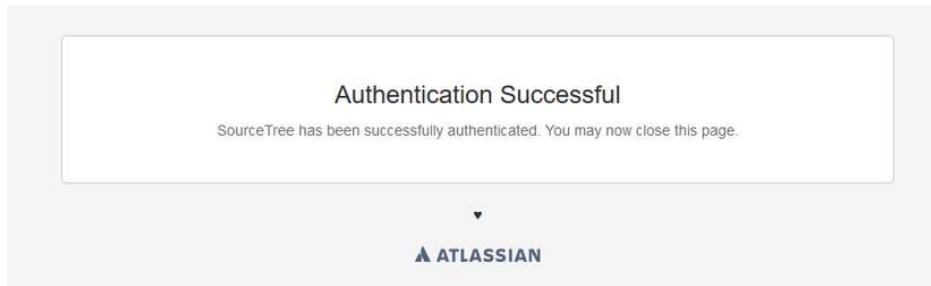 Authentication Successful
SourceTree has been successfully authenticated. You may now close this page.
♥
ATLASSIAN